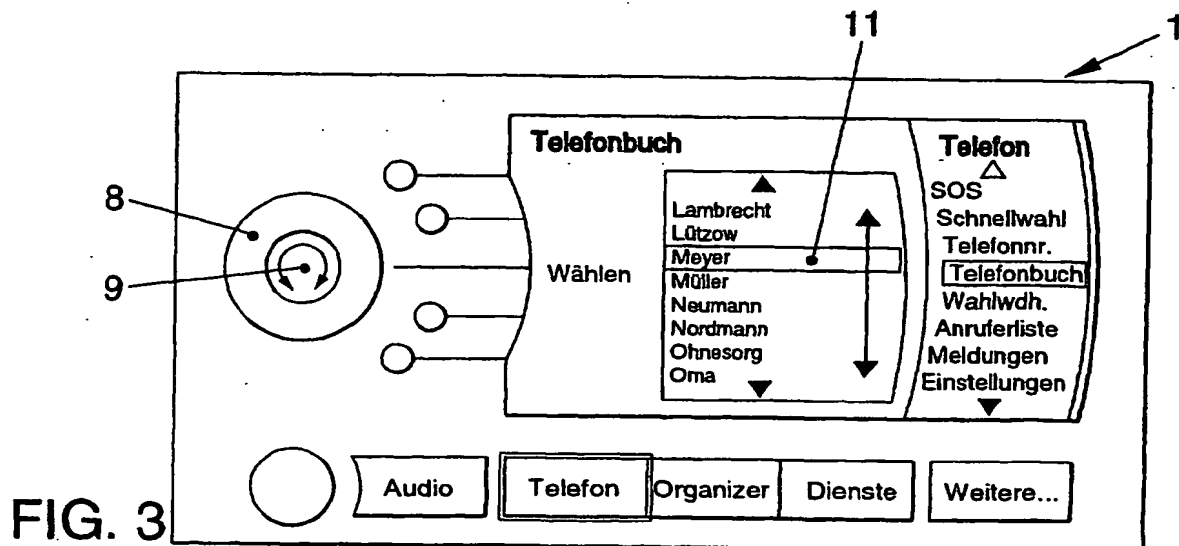 11
1
Telefonbuch
Telefon
8
SOS
Lambrecht
Schnellwahl
Lützow
Telefonnr.
Wählen
Meyer
Telefonbuch
9
Müller
Wahlwdh.
Neumann
Anruferliste
Nordmann
Meldungen
Ohnesorg
Einstellungen
Oma
Audio
Telefon
Organizer
Dienste
Weitere...
FIG. 3